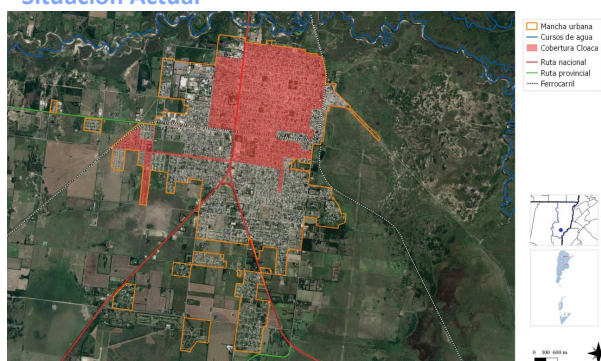 Situación Actual
Mancha urbana
Cursos de agua
Cobertura Cloaca
Ruta nacional
Ruta provincial
Ferrocarril
0 300 600 m